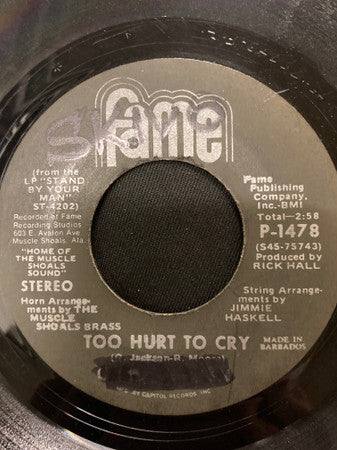 fame
(from the
LP "STAND
BY YOUR
MAN"
ST-4202)
Recorded at Fame
Recording Studios
603 E. Avalon Ave.
Muscle Shoals, Ala.
"HOME OF
THE MUSCLE
SHOALS
SOUND"
STEREO
Horn Arrange-
ments by THE
MUSCLE
SHOALS BRASS
Fame
Publishing
Company,
Inc.-BMI
Total-2:58
P-1478
(S45-75743)
Produced by
RICK HALL
String Arrange-
ments by
JIMMIE
HASKELL
TOO HURT TO CRY
MADE IN
BARBADOS
(G. Jackson-R. Moore)
MFD. BY CAPITOL RECORDS, INC.